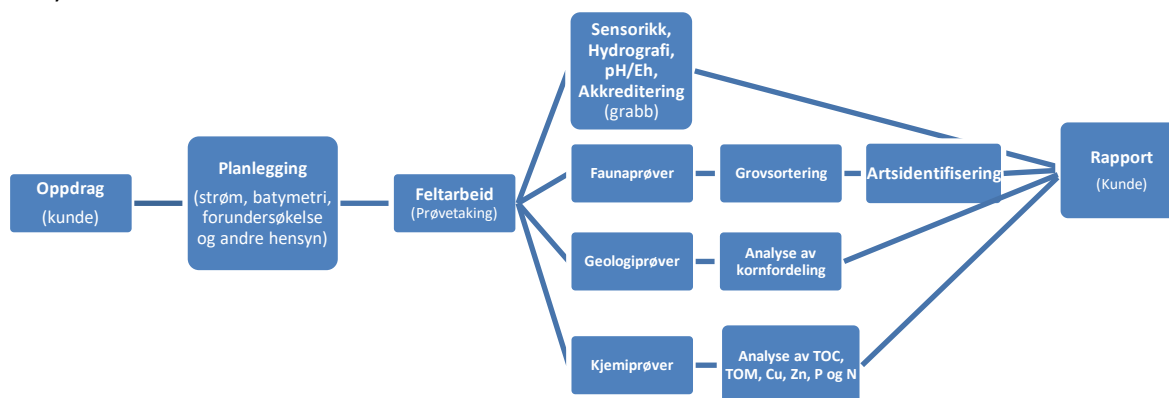 Oppdrag
(kunde)
Planlegging
(strøm, batymetri,
forundersøkelse
og andre hensyn)
Feltarbeid
(Prøvetaking)
Sensorikk,
Hydrografi,
pH/Eh,
Akkreditering
(grabb)
Faunaprøver
Grovsortering
Artsidentifisering
Geologiprøver
Analyse av
kornfordeling
Kjemiprøver
Analyse av TOC,
TOM, Cu, Zn, P og N
Rapport
(Kunde)